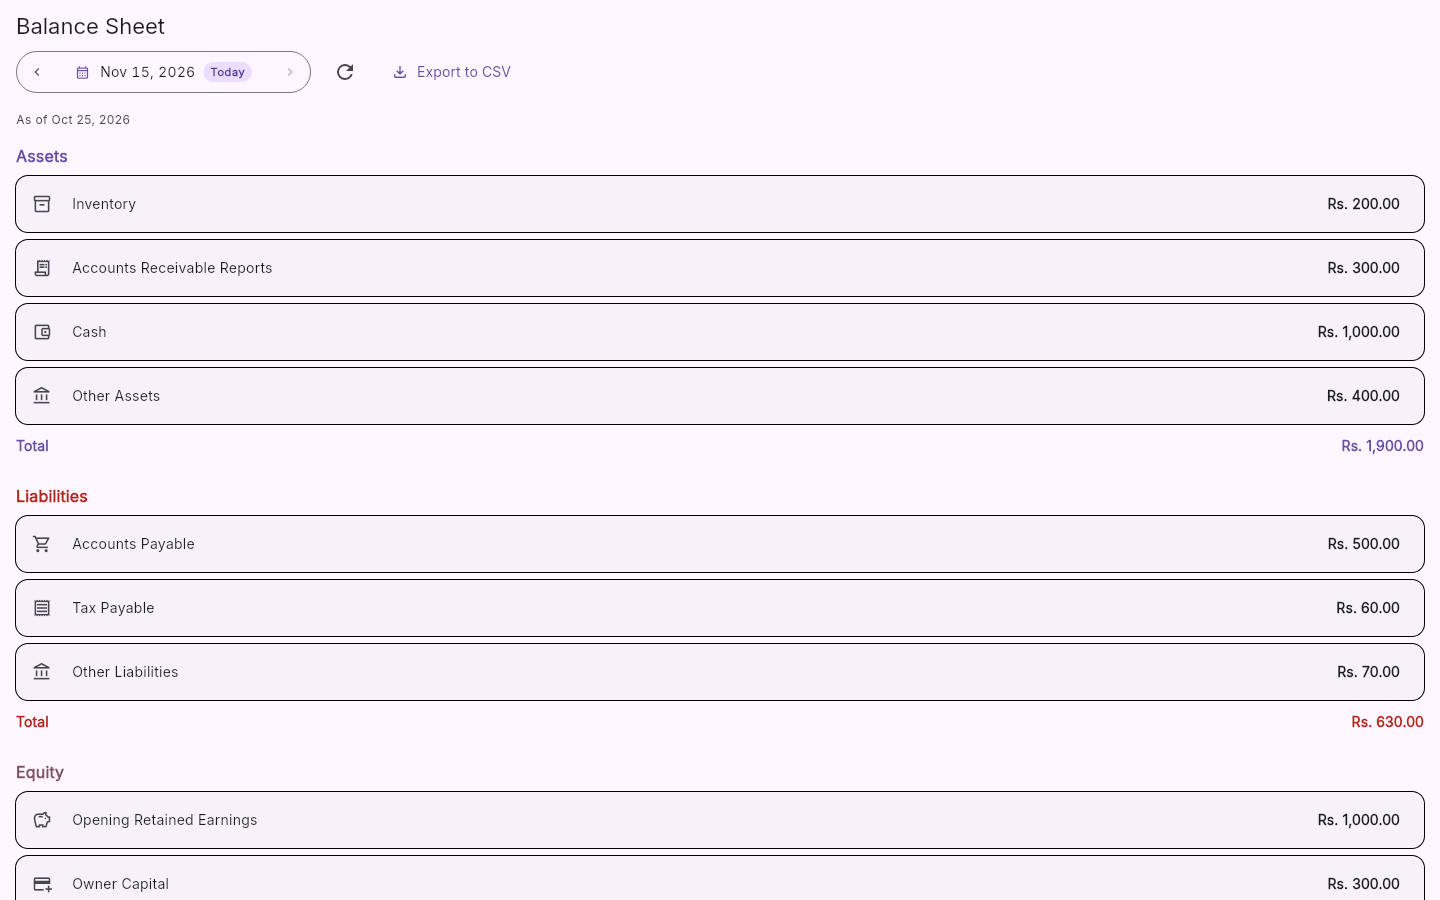 Balance Sheet
Nov 15, 2026 Today
Export to CSV
As of Oct 25, 2026
Assets
Inventory Rs. 200.00
Accounts Receivable Reports Rs. 300.00
Cash Rs. 1,000.00
Other Assets Rs. 400.00
Total Rs. 1,900.00
Liabilities
Accounts Payable Rs. 500.00
Tax Payable Rs. 60.00
Other Liabilities Rs. 70.00
Total Rs. 630.00
Equity
Opening Retained Earnings Rs. 1,000.00
Owner Capital Rs. 300.00